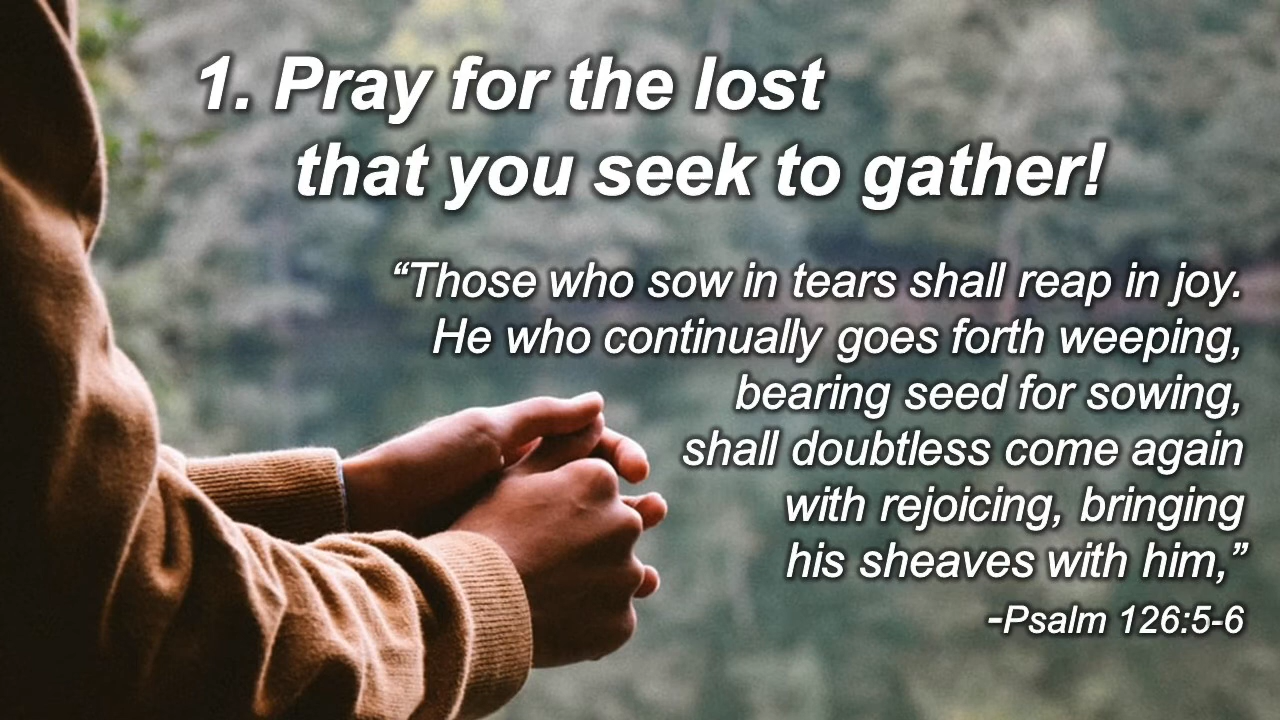 1. Pray for the lost
that you seek to gather!
“Those who sow in tears shall reap in joy.
He who continually goes forth weeping,
bearing seed for sowing,
shall doubtless come again
with rejoicing, bringing
his sheaves with him,”
-Psalm 126:5-6